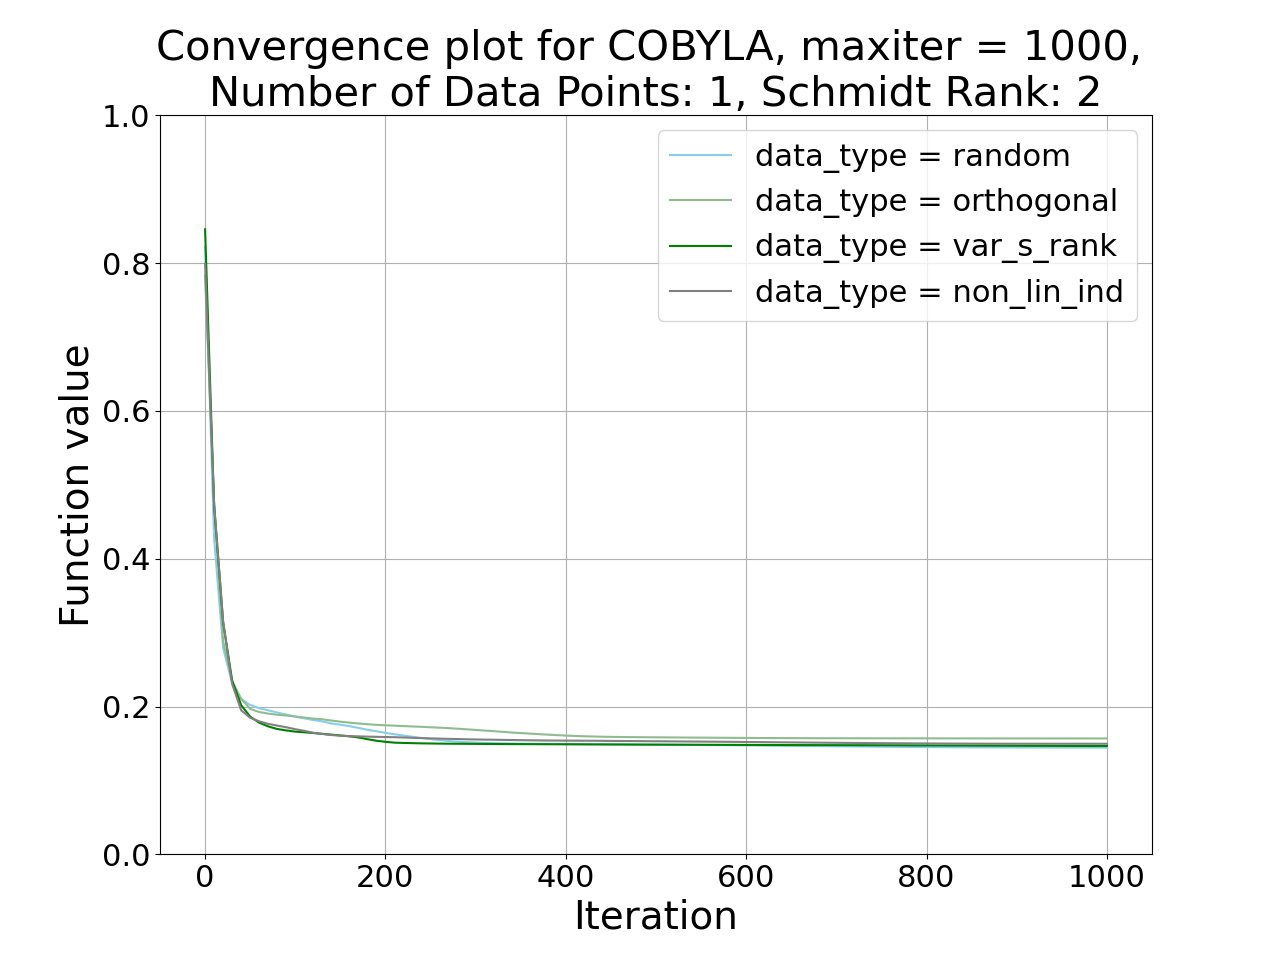 Convergence plot for COBYLA, maxiter = 1000,
Number of Data Points: 1, Schmidt Rank: 2
1.0
0.8
0.6
0.4
0.2
0.0
Function value
data_type = random
data_type = orthogonal
data_type = var_s_rank
data_type = non_lin_ind
0 200 400 600 800 1000
Iteration